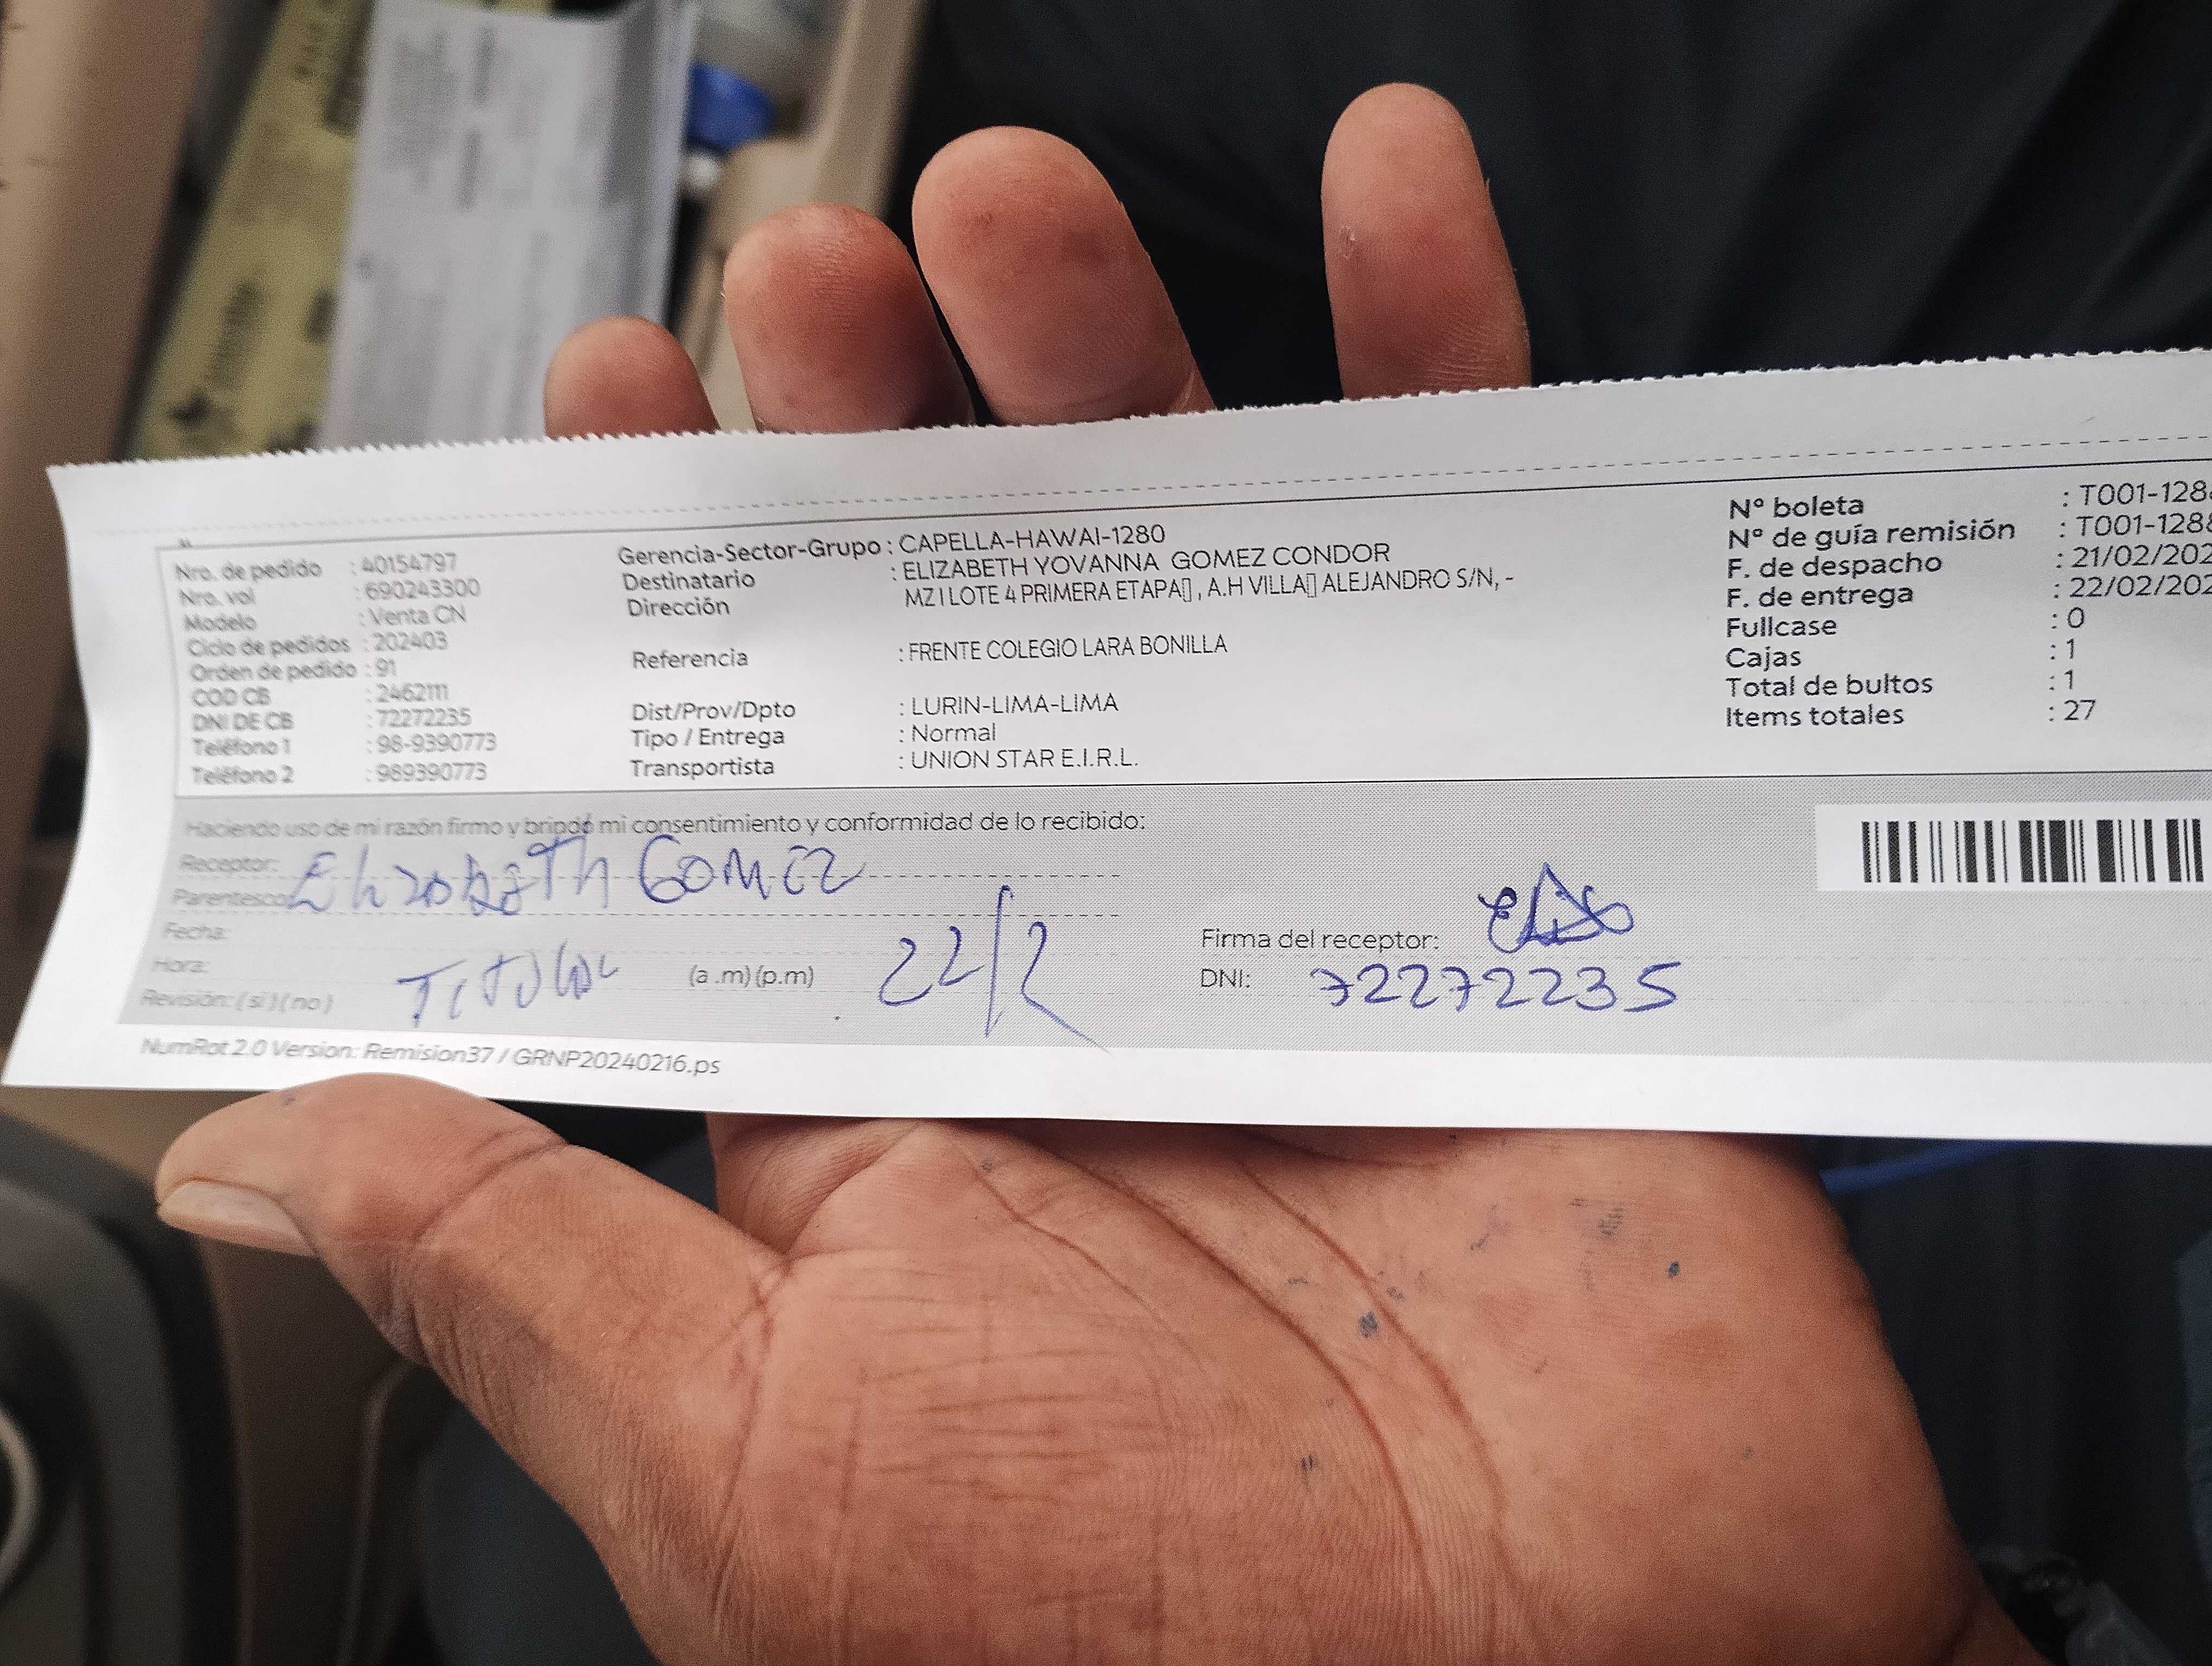 Nro. de pedido : 40154797
Nro. vol : 690243300
Modelo : Venta CN
Ciclo de pedidos : 202403
Orden de pedido : 91
COD CB : 2462111
DNI DE CB : 72272235
Teléfono 1 : 98-9390773
Teléfono 2 : 989390773
Gerencia-Sector-Grupo : CAPELLA-HAWAI-1280
Destinatario : ELIZABETH YOVANNA GOMEZ CONDOR
Dirección MZ I LOTE 4 PRIMERA ETAPA▯, A.H VILLA▯ ALEJANDRO S/N, -
Referencia : FRENTE COLEGIO LARA BONILLA
Dist/Prov/Dpto : LURIN-LIMA-LIMA
Tipo / Entrega : Normal
Transportista : UNION STAR E.I.R.L.
Nº boleta : T001-128
Nº de guía remisión : T001-128
F. de despacho : 21/02/202
F. de entrega : 22/02/202
Fullcase : 0
Cajas : 1
Total de bultos : 1
Items totales : 27
Haciendo uso de mi razón firmo y brindó mi consentimiento y conformidad de lo recibido:
Receptor: Elizabeth Gomez
Parentesco:
Fecha:
Hora: (a .m) (p.m) 22/2
Revisión: ( si ) ( no )
Firma del receptor:
DNI: 72272235
NumRot 2.0 Version: Remision37 / GRNP20240216.ps